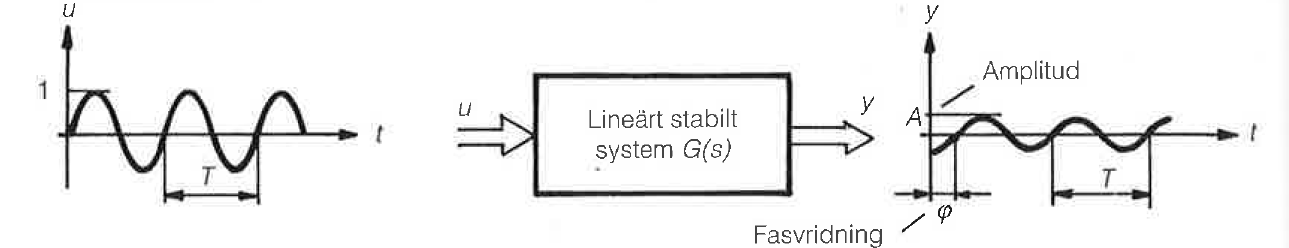 u
1
t
T
u
Lineärt stabilt
system G(s)
y
y
Amplitud
A
t
T
φ
Fasvridning